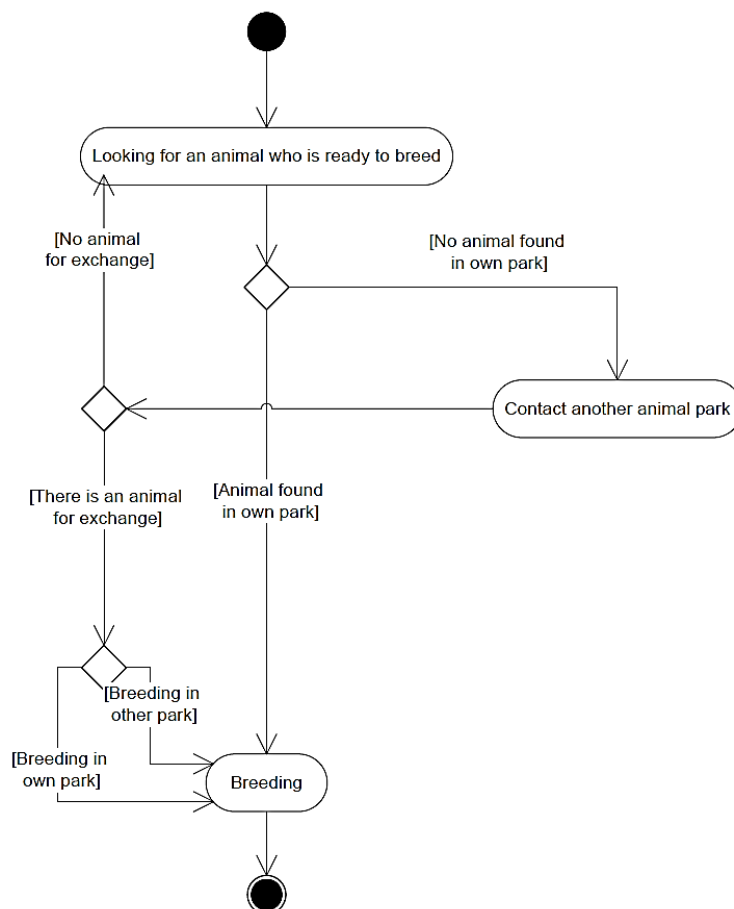 Looking for an animal who is ready to breed
[No animal
for exchange]
[No animal found
in own park]
Contact another animal park
[There is an animal
for exchange]
[Animal found
in own park]
[Breeding in
other park]
[Breeding in
own park]
Breeding